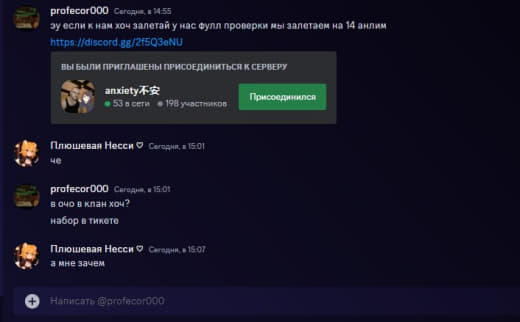 profecor000 Сегодня, в 14:55
эу если к нам хоч залетай у нас фулл проверки мы залетаем на 14 анлим
https://discord.gg/2f5Q3eNU
ВЫ БЫЛИ ПРИГЛАШЕНЫ ПРИСОЕДИНИТЬСЯ К СЕРВЕРУ
anxiety不安
53 в сети 198 участников
Присоединился
Плюшевая Несси ♡ Сегодня, в 15:01
че
profecor000 Сегодня, в 15:01
в очо в клан хоч?
набор в тикете
Плюшевая Несси ♡ Сегодня, в 15:07
а мне зачем
Написать @profecor000